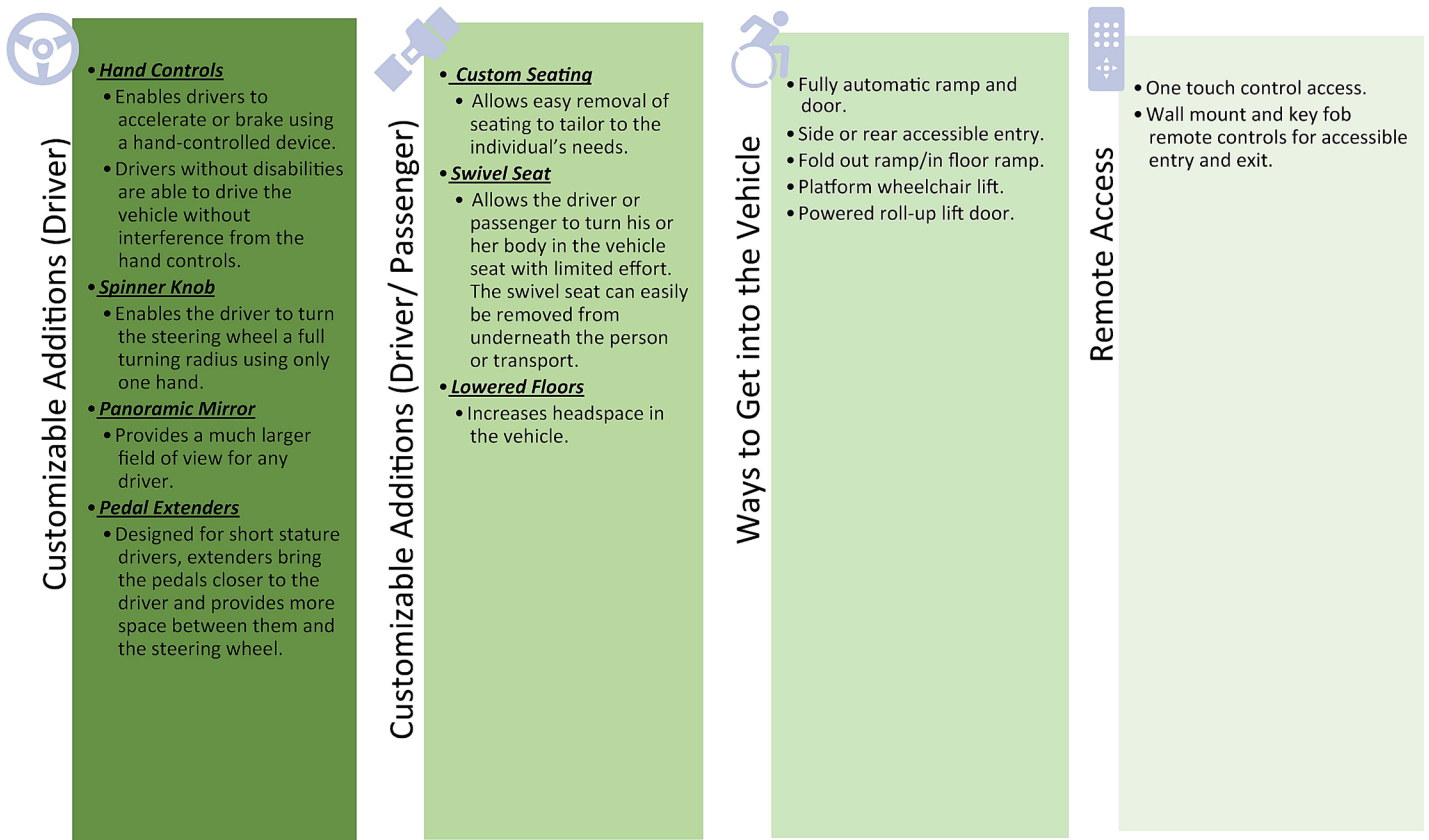 Customizable Additions (Driver)
• Hand Controls
• Enables drivers to
accelerate or brake using
a hand-controlled device.
• Drivers without disabilities
are able to drive the
vehicle without
interference from the
hand controls.
• Spinner Knob
• Enables the driver to turn
the steering wheel a full
turning radius using only
one hand.
• Panoramic Mirror
• Provides a much larger
field of view for any
driver.
• Pedal Extenders
• Designed for short stature
drivers, extenders bring
the pedals closer to the
driver and provides more
space between them and
the steering wheel.
Customizable Additions (Driver/ Passenger)
• Custom Seating
• Allows easy removal of
seating to tailor to the
individual’s needs.
• Swivel Seat
• Allows the driver or
passenger to turn his or
her body in the vehicle
seat with limited effort.
The swivel seat can easily
be removed from
underneath the person
or transport.
• Lowered Floors
• Increases headspace in
the vehicle.
Ways to Get into the Vehicle
• Fully automatic ramp and
door.
• Side or rear accessible entry.
• Fold out ramp/in floor ramp.
• Platform wheelchair lift.
• Powered roll-up lift door.
Remote Access
• One touch control access.
• Wall mount and key fob
remote controls for accessible
entry and exit.